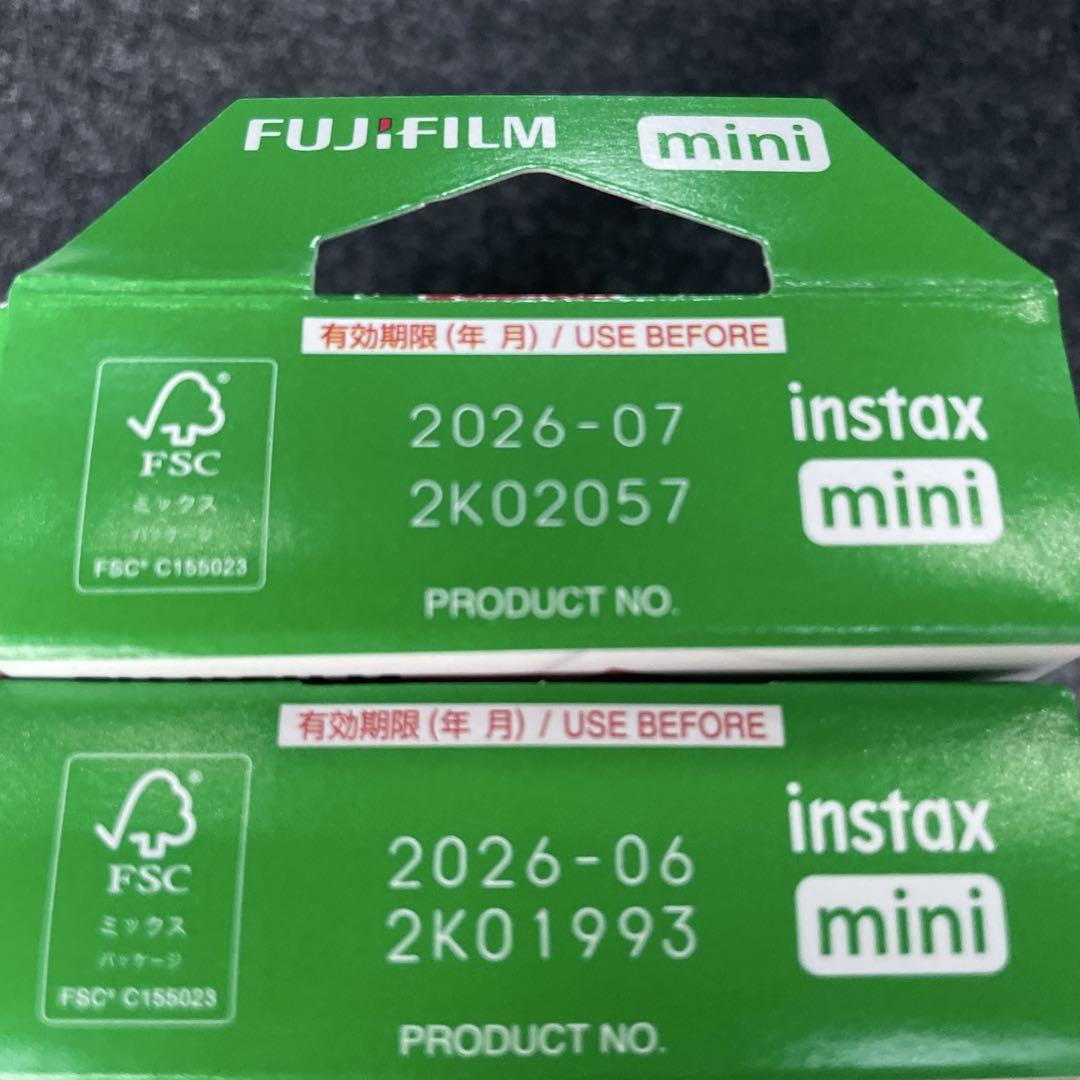 FUJIFILM mini
有効期限 (年 月) / USE BEFORE
FSC®
ミックス
パッケージ
FSC® C155023
2026-07
2K02057
PRODUCT NO.
instax
mini
有効期限 (年 月) / USE BEFORE
FSC®
ミックス
パッケージ
FSC® C155023
2026-06
2K01993
PRODUCT NO.
instax
mini